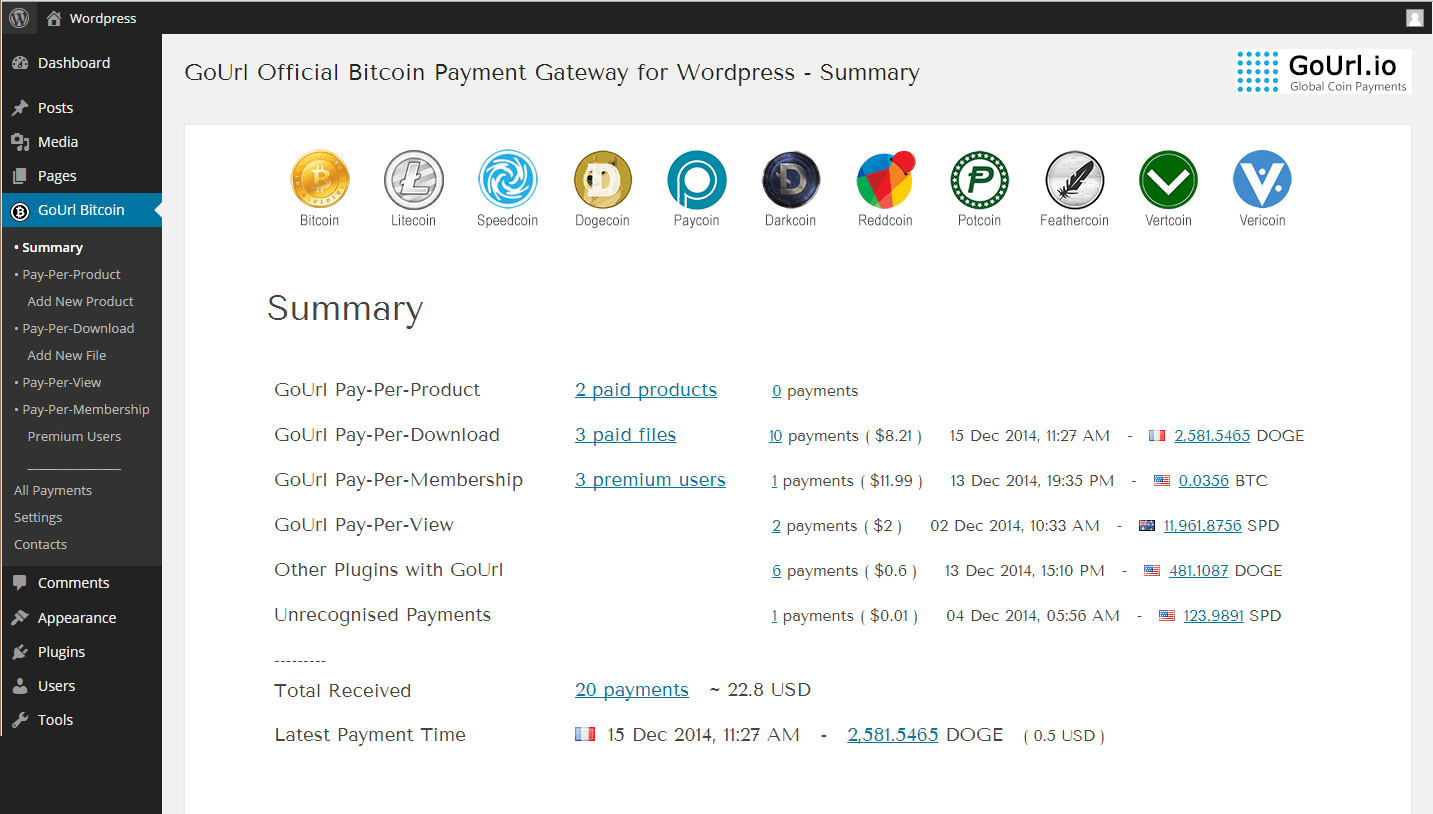 Wordpress
Dashboard
Posts
Media
Pages
GoUrl Bitcoin
• Summary
• Pay-Per-Product
Add New Product
• Pay-Per-Download
Add New File
• Pay-Per-View
• Pay-Per-Membership
Premium Users
________________
All Payments
Settings
Contacts
Comments
Appearance
Plugins
Users
Tools
GoUrl Official Bitcoin Payment Gateway for Wordpress - Summary
GoUrl.io
Global Coin Payments
Bitcoin Litecoin Speedcoin Dogecoin Paycoin Darkcoin Reddcoin Potcoin Feathercoin Vertcoin Vericoin
Summary
GoUrl Pay-Per-Product 2 paid products 0 payments
GoUrl Pay-Per-Download 3 paid files 10 payments ( $8.21 ) 15 Dec 2014, 11:27 AM - 2,581.5465 DOGE
GoUrl Pay-Per-Membership 3 premium users 1 payments ( $11.99 ) 13 Dec 2014, 19:35 PM - 0.0356 BTC
GoUrl Pay-Per-View 2 payments ( $2 ) 02 Dec 2014, 10:33 AM - 11,961.8756 SPD
Other Plugins with GoUrl 6 payments ( $0.6 ) 13 Dec 2014, 15:10 PM - 481.1087 DOGE
Unrecognised Payments 1 payments ( $0.01 ) 04 Dec 2014, 05:56 AM - 123.9891 SPD
---------
Total Received 20 payments ~ 22.8 USD
Latest Payment Time 15 Dec 2014, 11:27 AM - 2,581.5465 DOGE ( 0.5 USD )